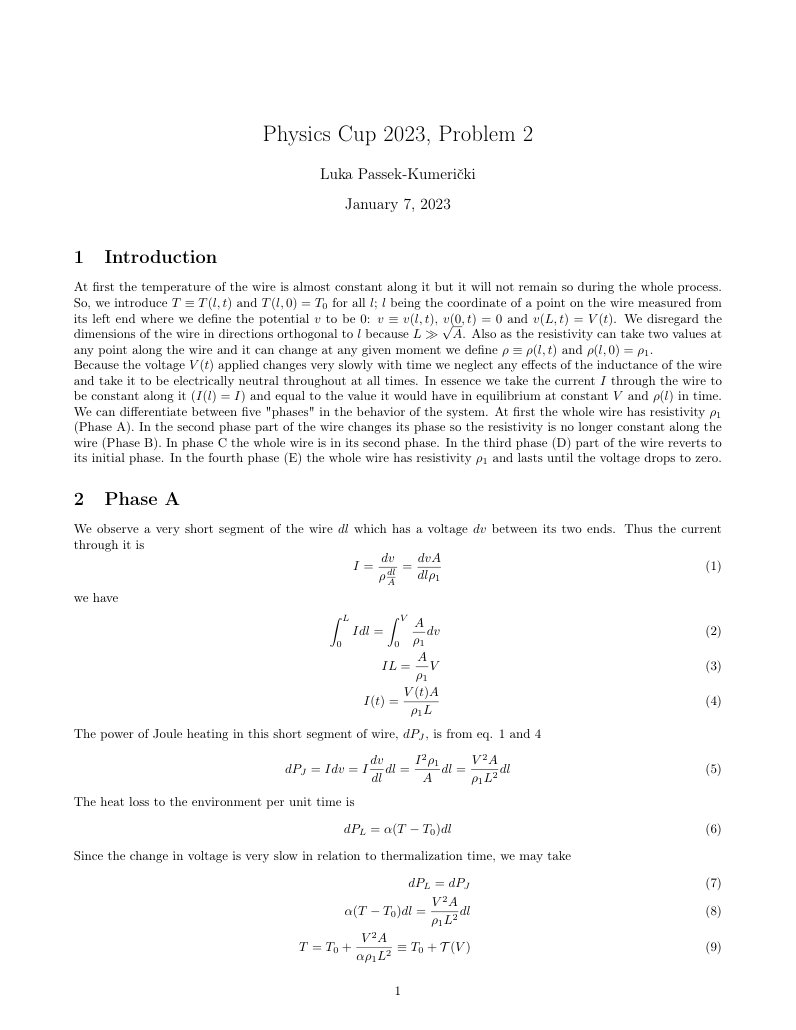 Physics Cup 2023, Problem 2
Luka Passek-Kumerički
January 7, 2023
1 Introduction
At first the temperature of the wire is almost constant along it but it will not remain so during the whole process.
So, we introduce T ≡ T(l, t) and T(l, 0) = T₀ for all l; l being the coordinate of a point on the wire measured from
its left end where we define the potential v to be 0: v ≡ v(l, t), v(0, t) = 0 and v(L, t) = V(t). We disregard the
dimensions of the wire in directions orthogonal to l because L ≫ √A. Also as the resistivity can take two values at
any point along the wire and it can change at any given moment we define ρ ≡ ρ(l, t) and ρ(l, 0) = ρ₁.
Because the voltage V(t) applied changes very slowly with time we neglect any effects of the inductance of the wire
and take it to be electrically neutral throughout at all times. In essence we take the current I through the wire to
be constant along it (I(l) = I) and equal to the value it would have in equilibrium at constant V and ρ(l) in time.
We can differentiate between five "phases" in the behavior of the system. At first the whole wire has resistivity ρ₁
(Phase A). In the second phase part of the wire changes its phase so the resistivity is no longer constant along the
wire (Phase B). In phase C the whole wire is in its second phase. In the third phase (D) part of the wire reverts to
its initial phase. In the fourth phase (E) the whole wire has resistivity ρ₁ and lasts until the voltage drops to zero.
2 Phase A
We observe a very short segment of the wire dl which has a voltage dv between its two ends. Thus the current
through it is
I = dv/(ρ dl/A) = dvA/(dlρ₁) (1)
we have
∫₀ᴸ Idl = ∫₀ⱽ A/ρ₁ dv (2)
IL = A/ρ₁ V (3)
I(t) = V(t)A/(ρ₁L) (4)
The power of Joule heating in this short segment of wire, dP_J, is from eq. 1 and 4
dP_J = Idv = I dv/dl dl = I²ρ₁/A dl = V²A/(ρ₁L²) dl (5)
The heat loss to the environment per unit time is
dP_L = α(T − T₀)dl (6)
Since the change in voltage is very slow in relation to thermalization time, we may take
dP_L = dP_J (7)
α(T − T₀)dl = V²A/(ρ₁L²) dl (8)
T = T₀ + V²A/(αρ₁L²) ≡ T₀ + 𝒯(V) (9)
1